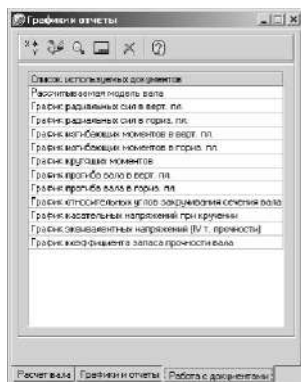 Графики и отчеты
Список используемых документов
Рассчитываемая модель вала
График радиальных сил в верт. пл.
График радиальных сил в гориз. пл.
График изгибающих моментов в верт. пл.
График изгибающих моментов в гориз. пл.
График крутящих моментов
График прогиба вала в верт. пл.
График прогиба вала в гориз. пл.
График относительных углов закручивания сечения вала
График касательных напряжений при кручении
График эквивалентных напряжений (IV т. прочности)
График коэффициента запаса прочности вала
Расчет вала Графики и отчеты Работа с документами